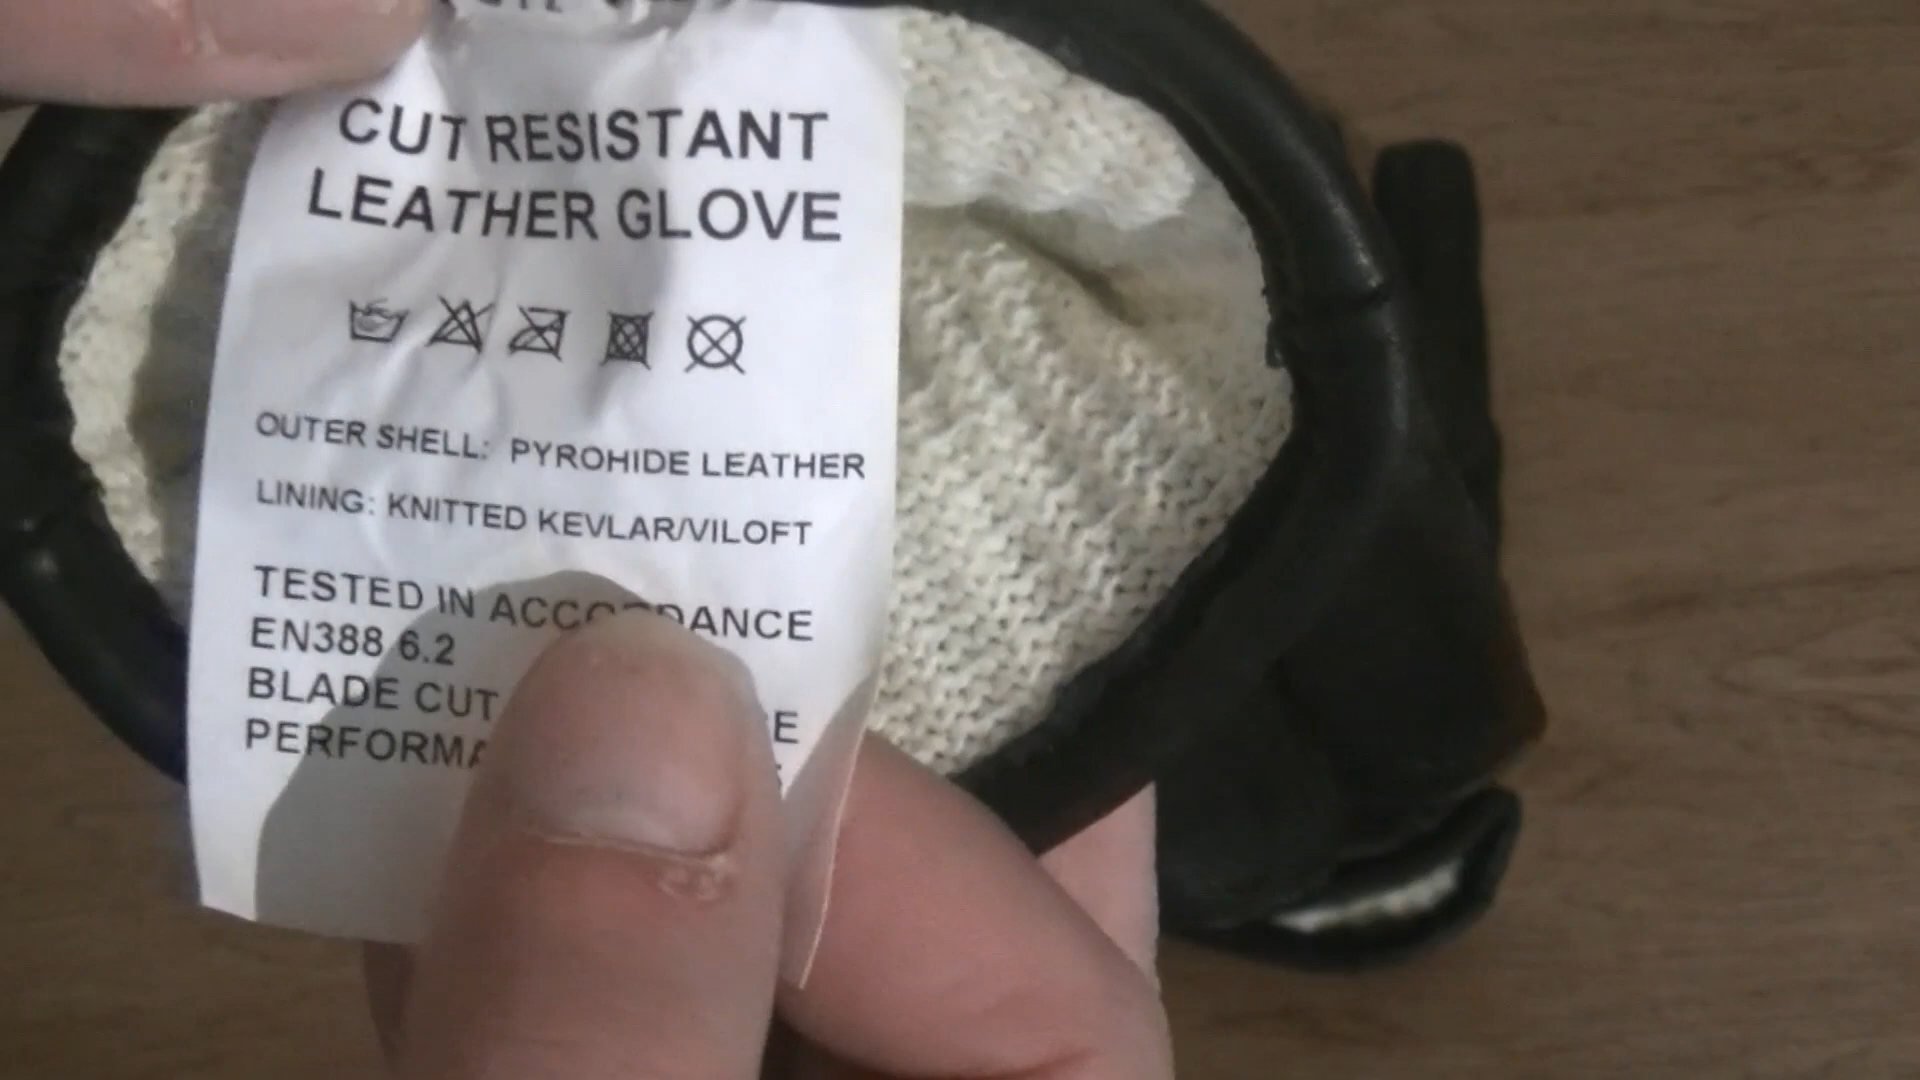 CUT RESISTANT
LEATHER GLOVE
OUTER SHELL: PYROHIDE LEATHER
LINING: KNITTED KEVLAR/VILOFT
TESTED IN ACCORDANCE
EN388 6.2
BLADE CUT